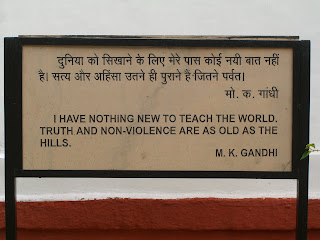 दुनिया को सिखाने के लिए मेरे पास कोई नयी बात नहीं
है। सत्य और अहिंसा उतने ही पुराने हैं जितने पर्वत।
मो. क. गांधी
I HAVE NOTHING NEW TO TEACH THE WORLD.
TRUTH AND NON-VIOLENCE ARE AS OLD AS THE
HILLS.
M. K. GANDHI